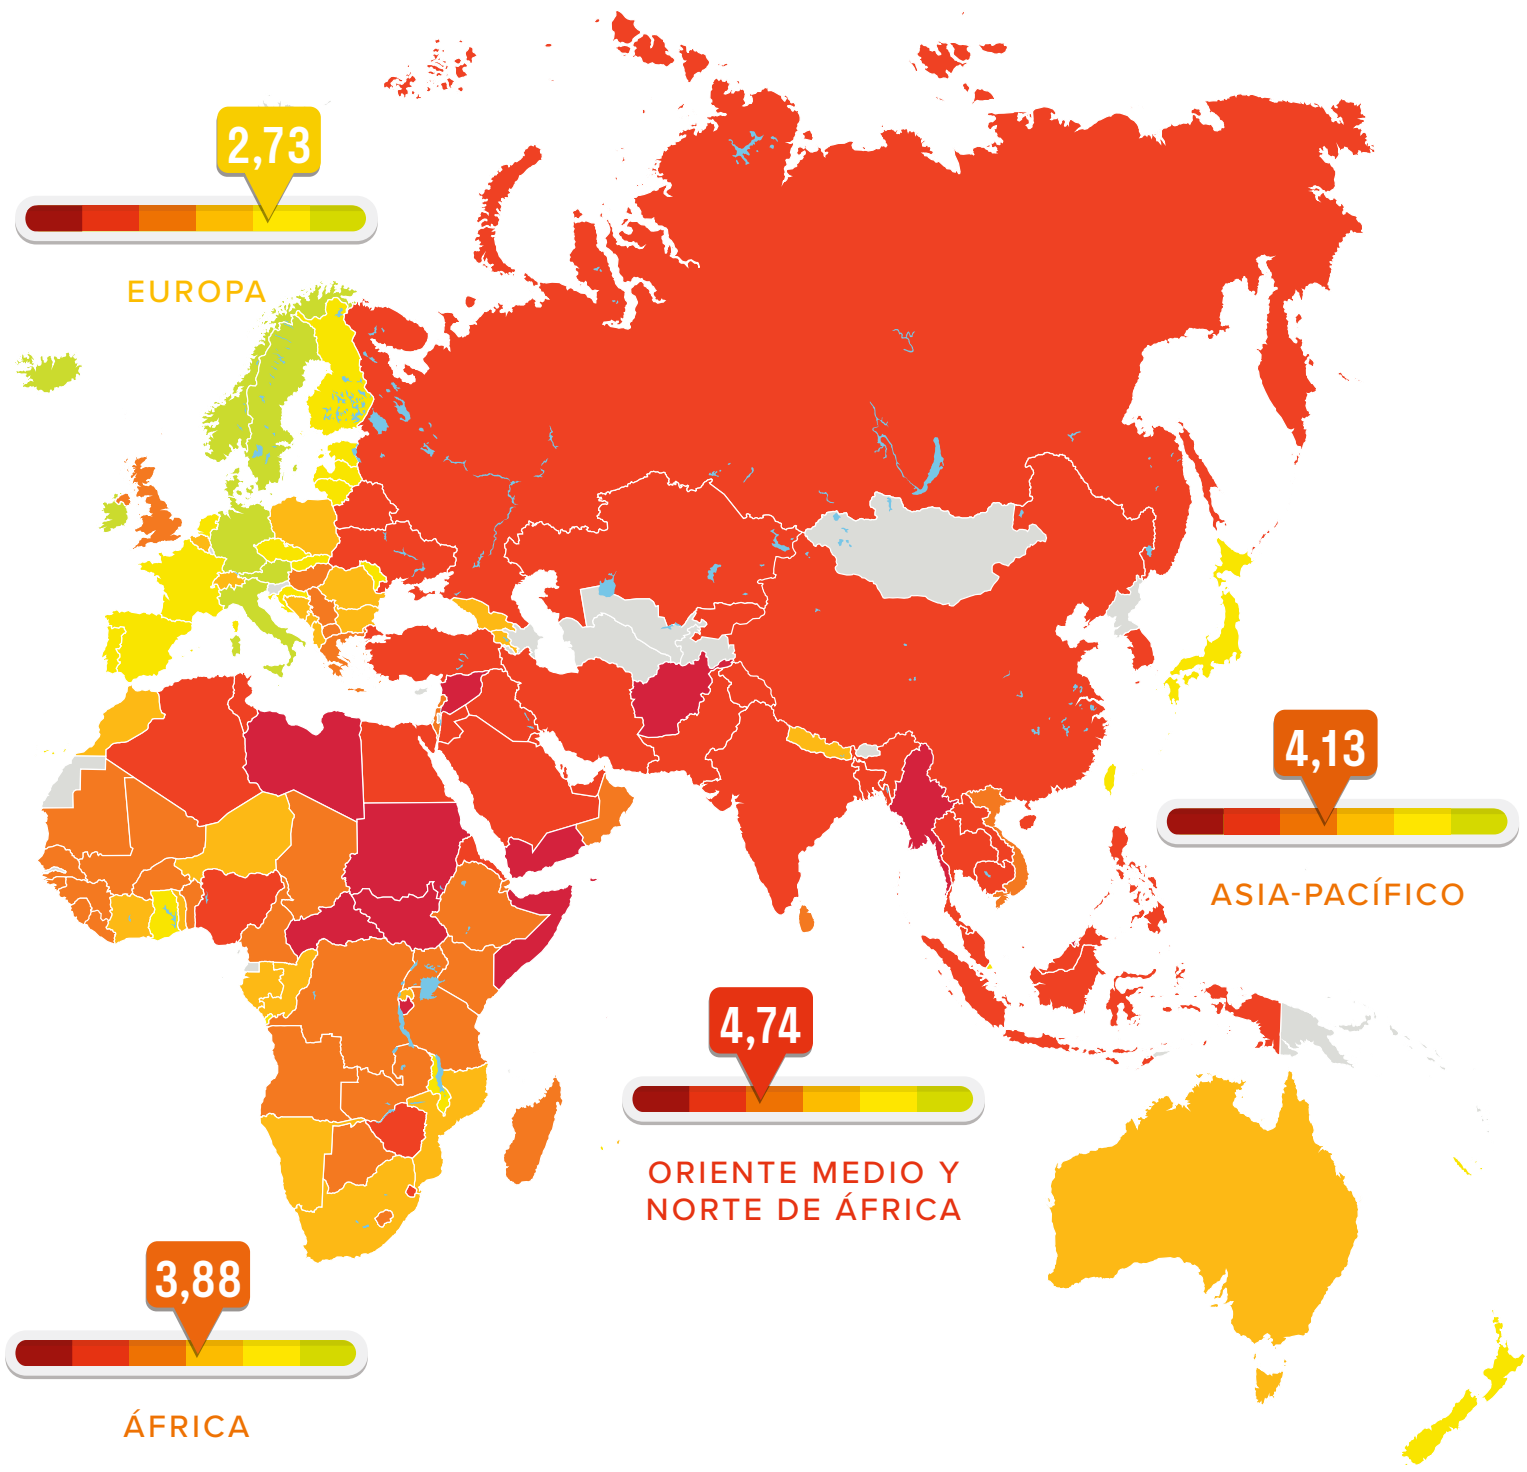 2,73
EUROPA
4,13
ASIA-PACÍFICO
4,74
ORIENTE MEDIO Y
NORTE DE ÁFRICA
3,88
ÁFRICA